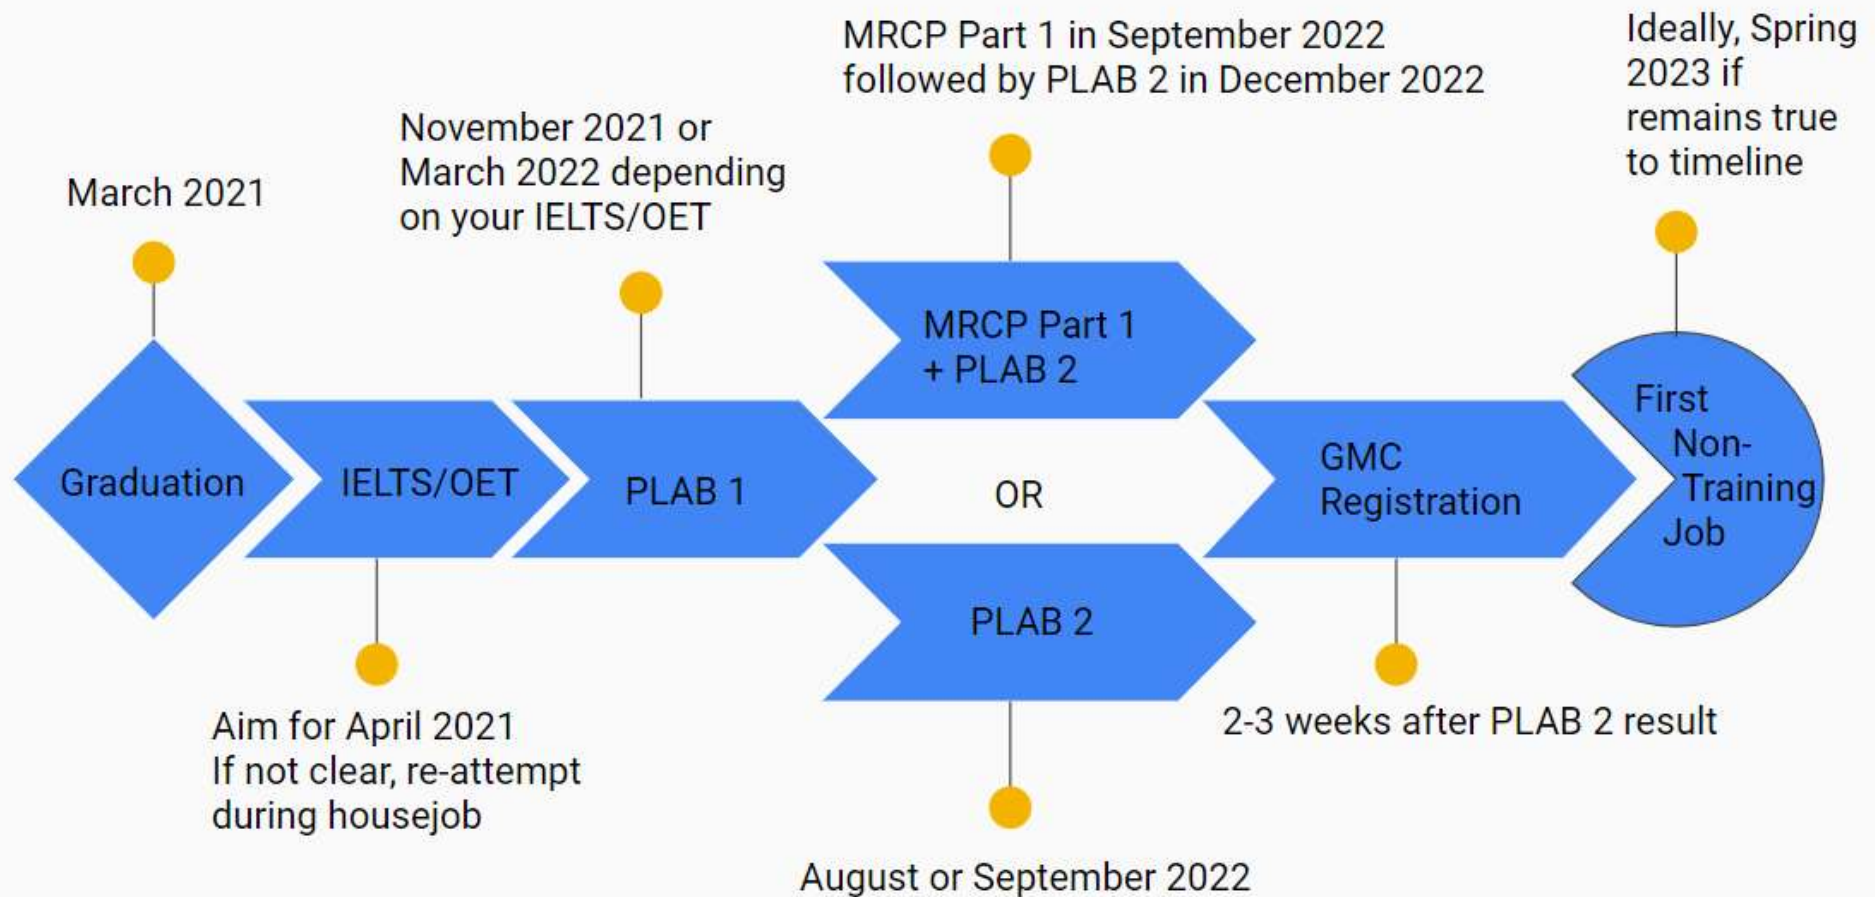 March 2021
Graduation
IELTS/OET
Aim for April 2021
If not clear, re-attempt
during housejob
November 2021 or
March 2022 depending
on your IELTS/OET
PLAB 1
MRCP Part 1 in September 2022
followed by PLAB 2 in December 2022
MRCP Part 1
+ PLAB 2
OR
PLAB 2
August or September 2022
GMC
Registration
2-3 weeks after PLAB 2 result
Ideally, Spring
2023 if
remains true
to timeline
First
Non-
Training
Job